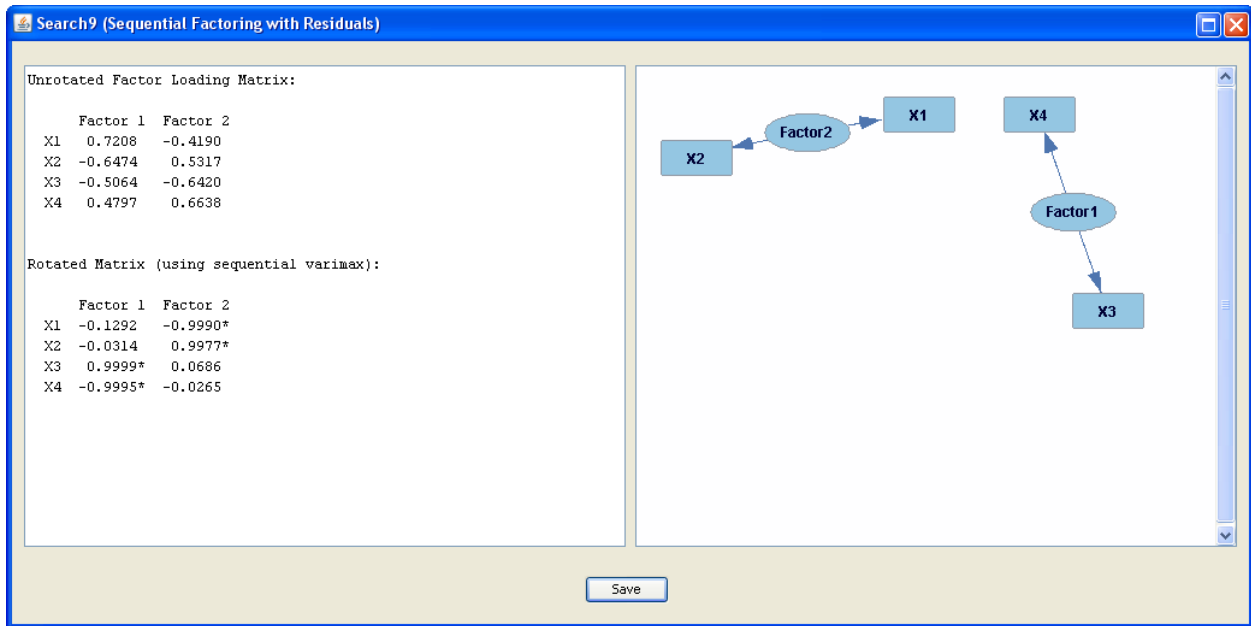 Search9 (Sequential Factoring with Residuals)
Unrotated Factor Loading Matrix:
Factor 1 Factor 2
X1 0.7208 -0.4190
X2 -0.6474 0.5317
X3 -0.5064 -0.6420
X4 0.4797 0.6638
Rotated Matrix (using sequential varimax):
Factor 1 Factor 2
X1 -0.1292 -0.9990*
X2 -0.0314 0.9977*
X3 0.9999* 0.0686
X4 -0.9995* -0.0265
X1
X4
Factor2
X2
Factor1
X3
Save